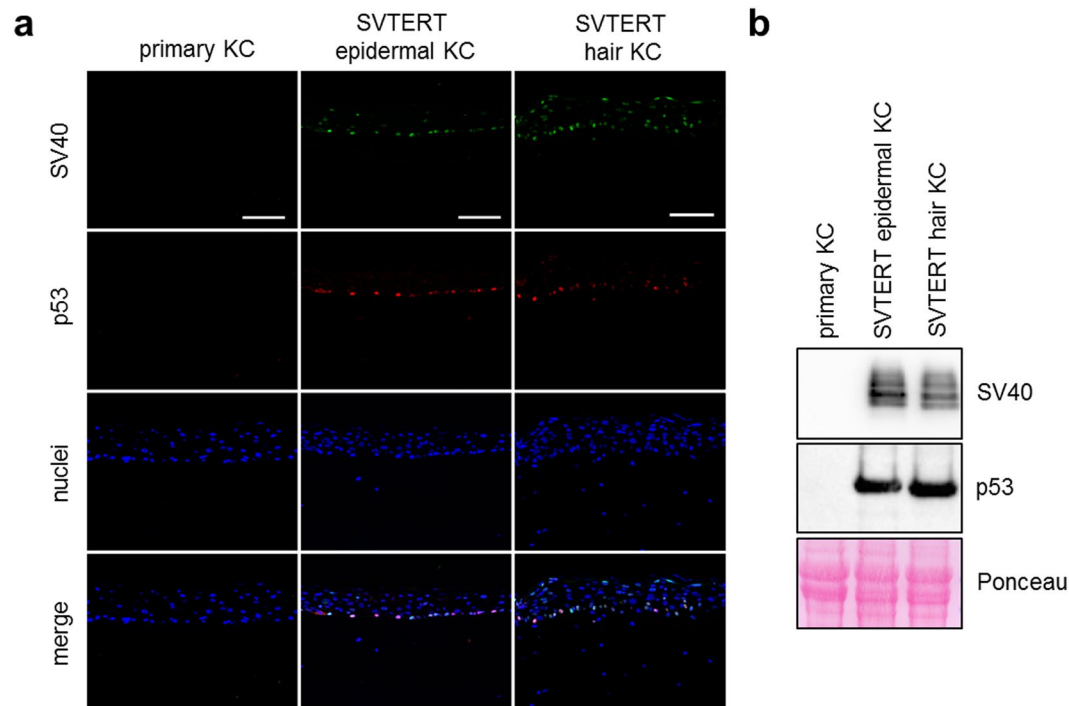 a
primary KC
SVTERT
epidermal KC
SVTERT
hair KC
SV40
p53
nuclei
merge
b
primary KC
SVTERT epidermal KC
SVTERT hair KC
SV40
p53
Ponceau